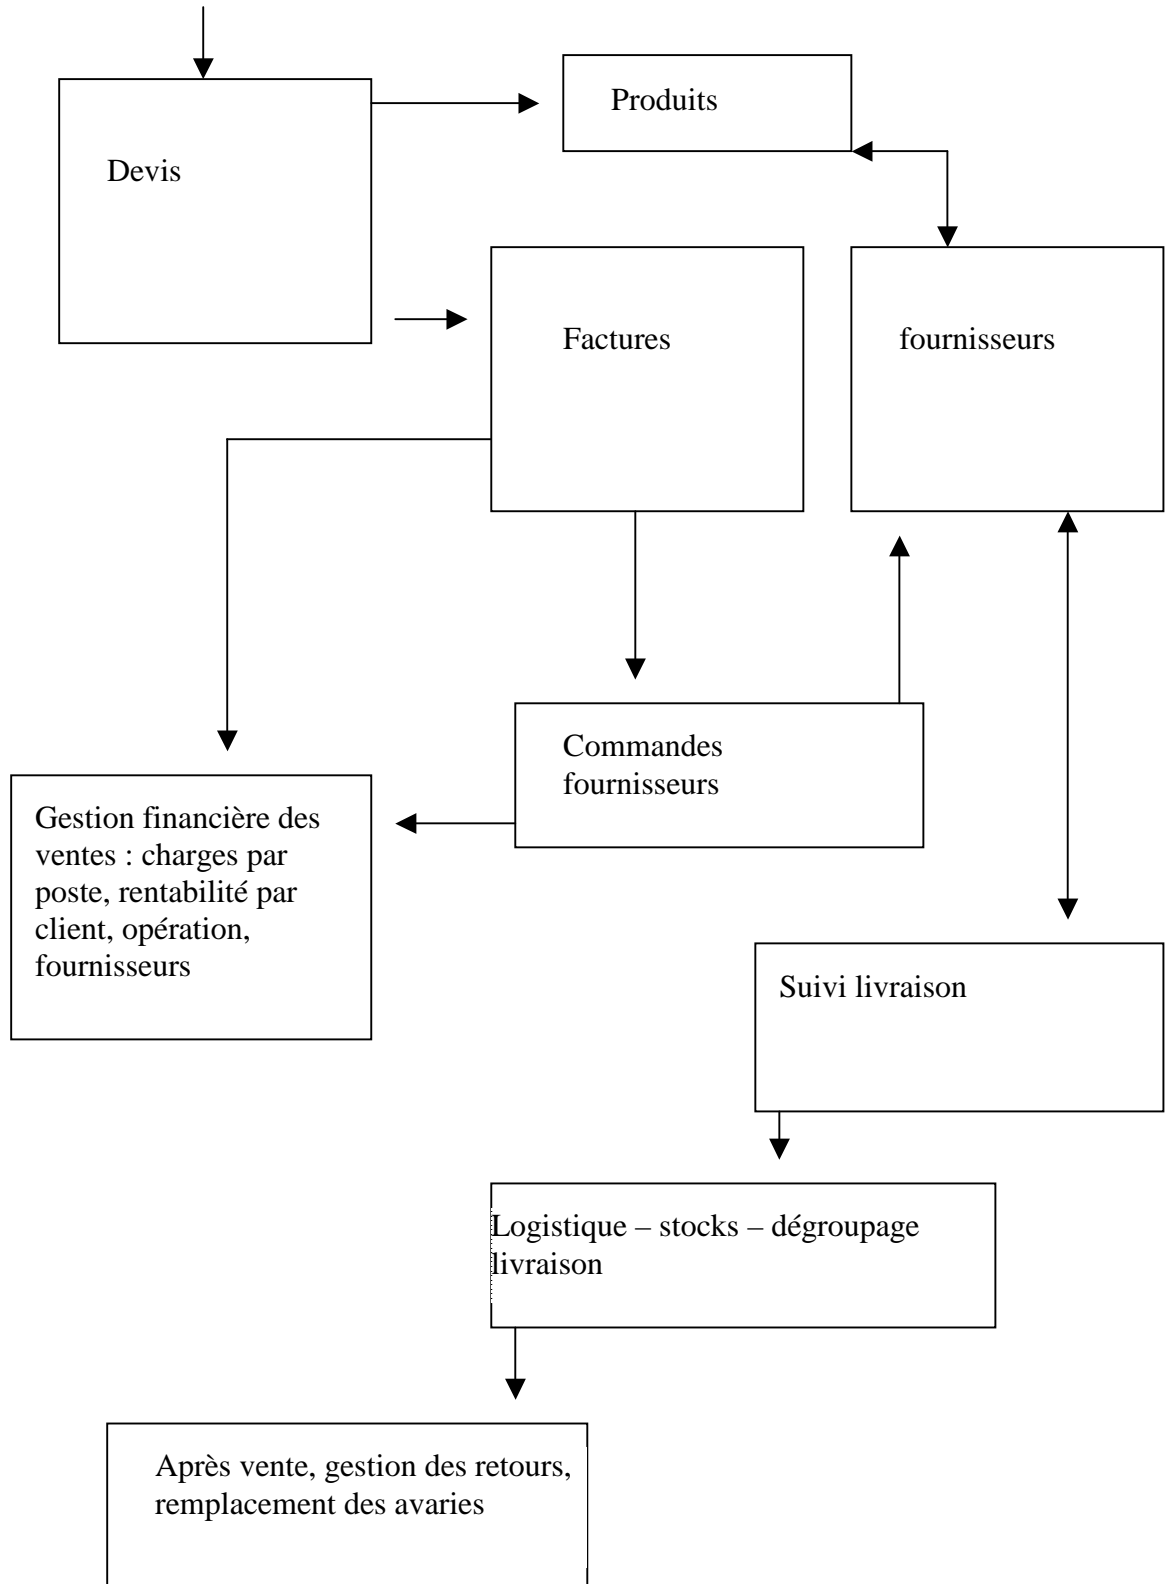 Produits
Devis
Factures
fournisseurs
Commandes
fournisseurs
Gestion financière des
ventes : charges par
poste, rentabilité par
client, opération,
fournisseurs
Suivi livraison
Logistique – stocks – dégroupage
livraison
Après vente, gestion des retours,
remplacement des avaries